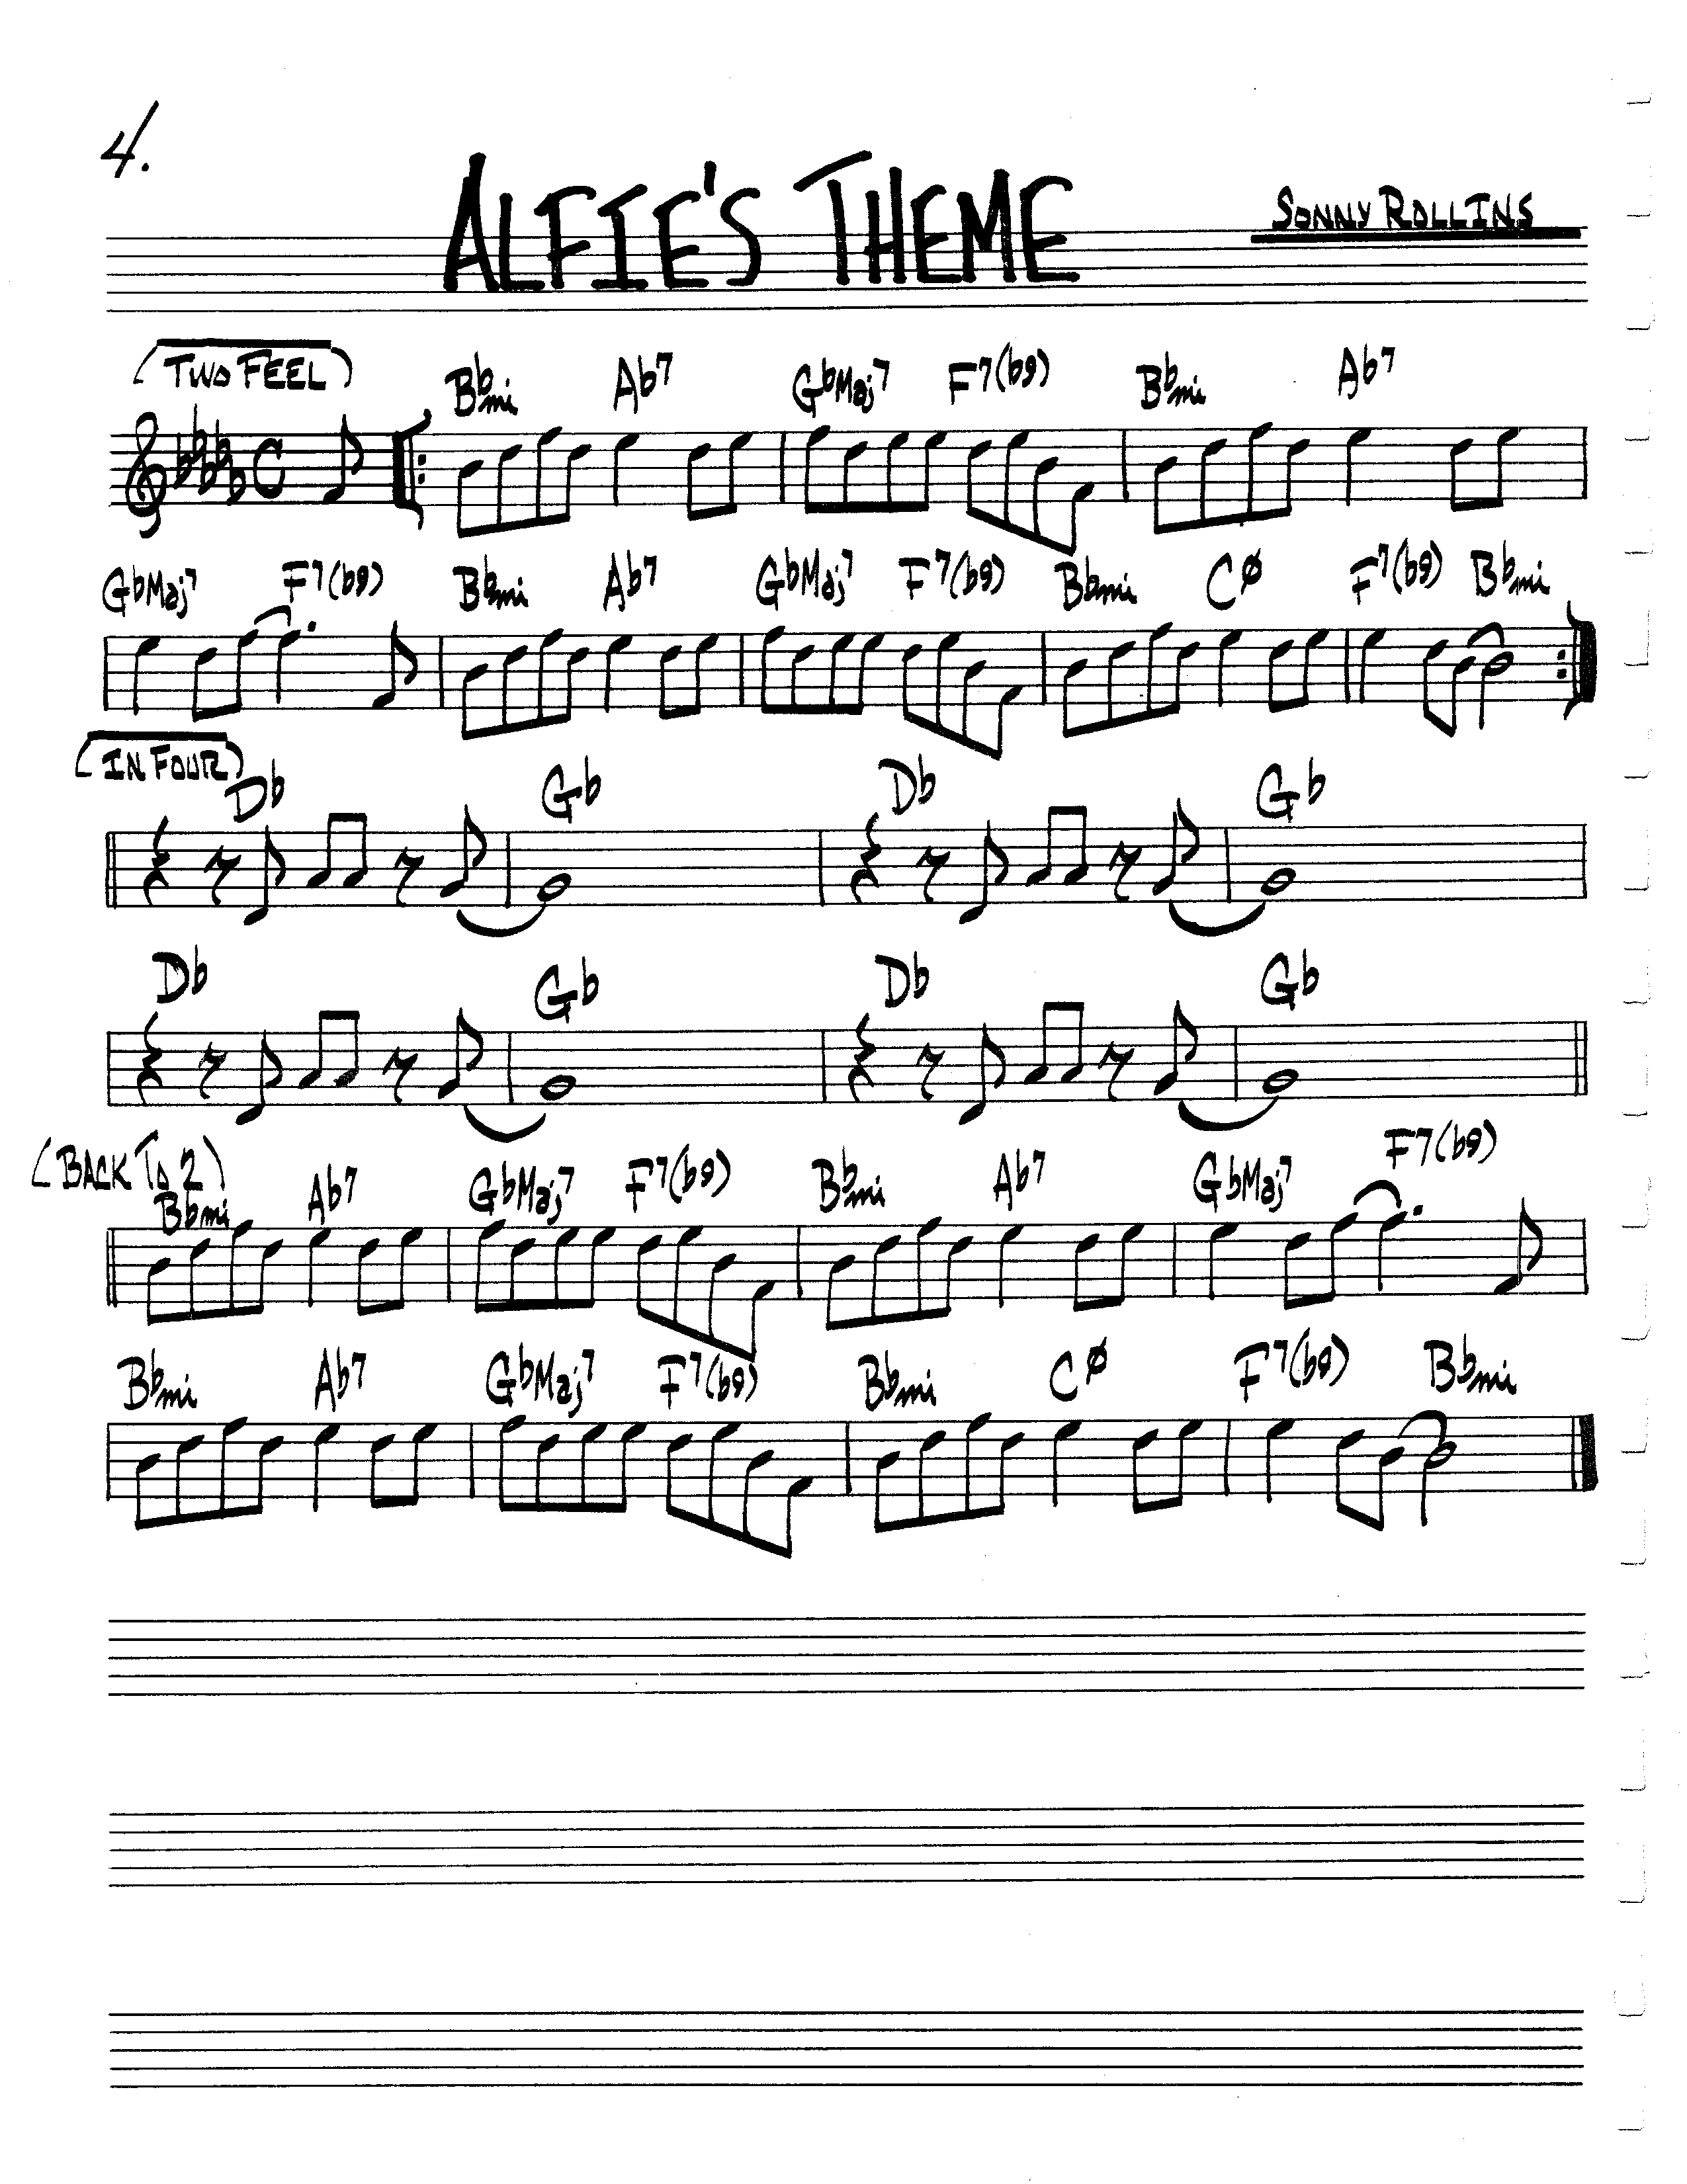 4.
ALFIE'S THEME
SONNY ROLLINS
(TWO FEEL)
Bbmi Ab7 GbMaj7 F7(b9) Bbmi Ab7
GbMaj7 F7(b9) Bbmi Ab7 GbMaj7 F7(b9) Bbmi CØ F7(b9) Bbmi
(IN FOUR)
Db Gb Db Gb
Db Gb Db Gb
(BACK TO 2)
Bbmi Ab7 GbMaj7 F7(b9) Bbmi Ab7 GbMaj7 F7(b9)
Bbmi Ab7 GbMaj7 F7(b9) Bbmi CØ F7(b9) Bbmi